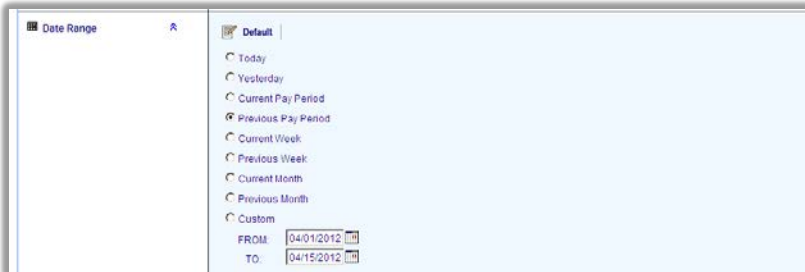 Date Range
Default
Today
Yesterday
Current Pay Period
Previous Pay Period
Current Week
Previous Week
Current Month
Previous Month
Custom
FROM: 04/01/2012
TO: 04/15/2012